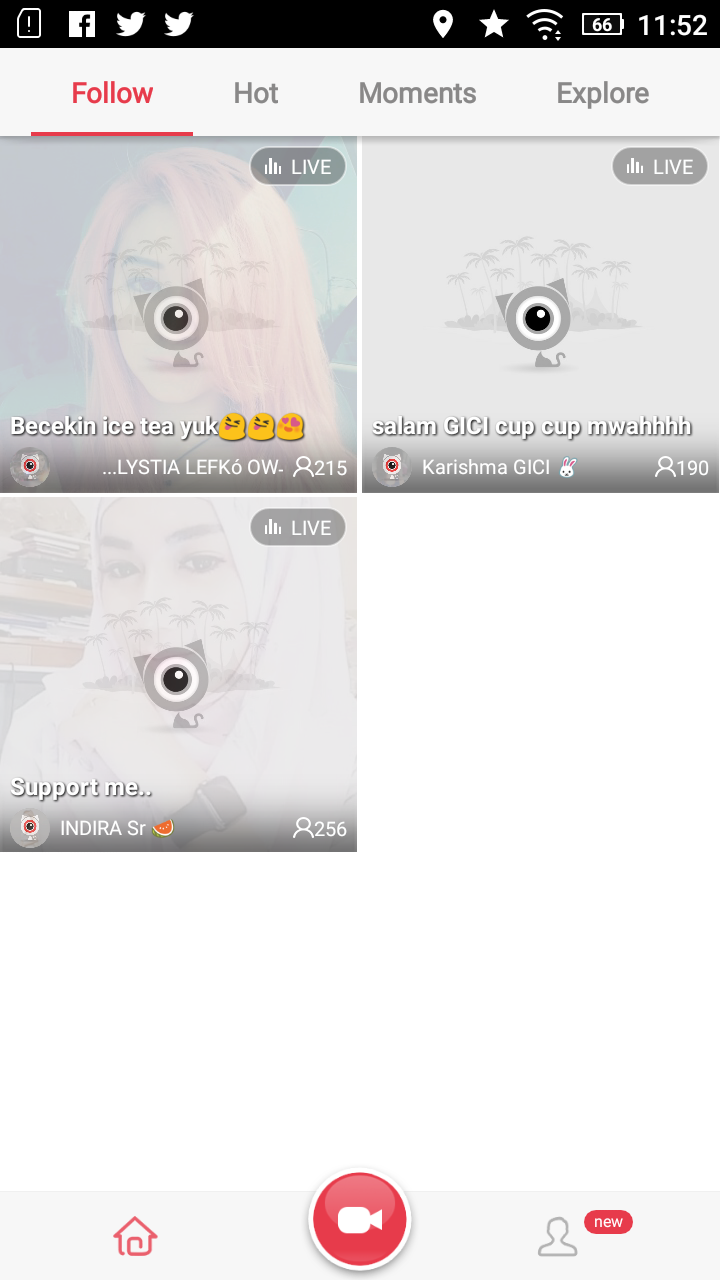 66 11:52
Follow Hot Moments Explore
LIVE
LIVE
Becekin ice tea yuk😝😝😍
salam GICI cup cup mwahhhh
...LYSTIA LEFKó OW- 215
Karishma GICI 🐰 190
LIVE
Support me..
INDIRA Sr 🍉 256
new